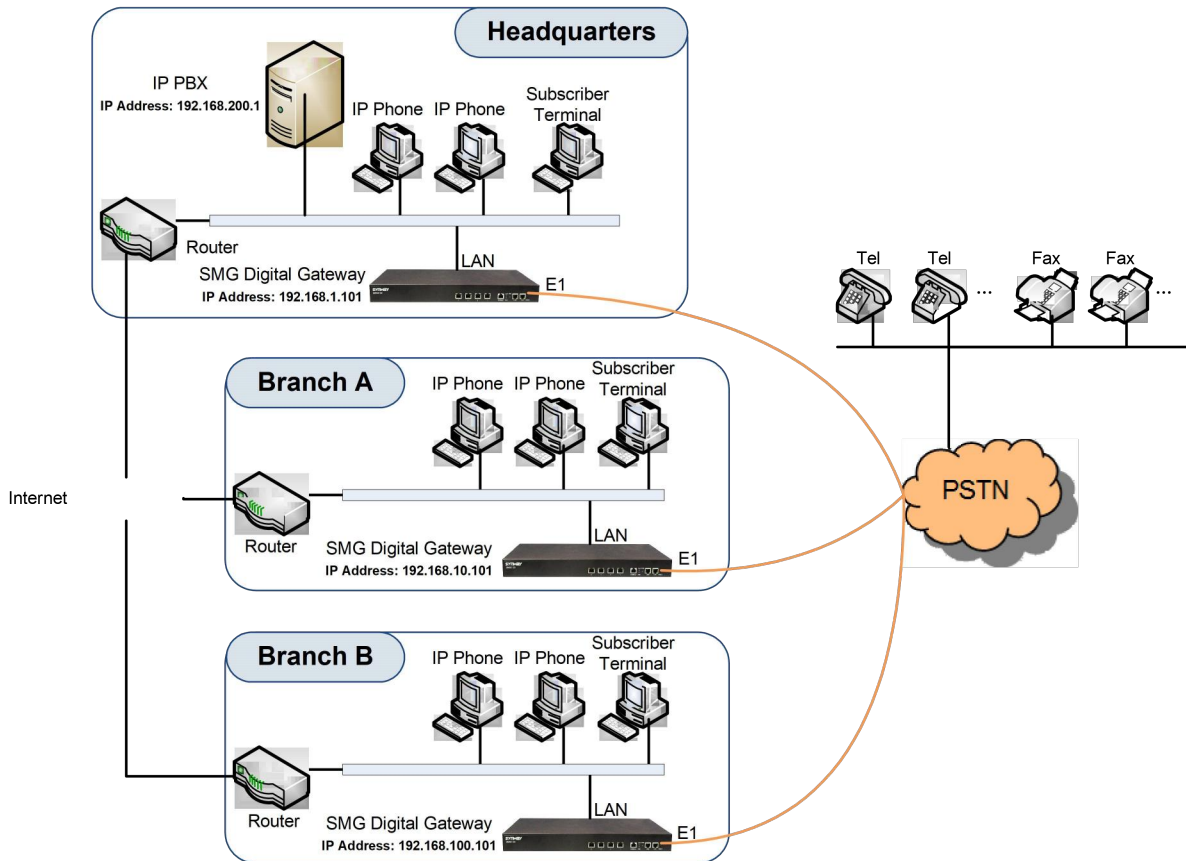 Headquarters
IP PBX
IP Address: 192.168.200.1
IP Phone
IP Phone
Subscriber
Terminal
Router
LAN
SMG Digital Gateway
IP Address: 192.168.1.101
E1
Tel
Tel
...
Fax
Fax
...
Branch A
IP Phone
IP Phone
Subscriber
Terminal
Internet
Router
LAN
SMG Digital Gateway
IP Address: 192.168.10.101
E1
PSTN
Branch B
IP Phone
IP Phone
Subscriber
Terminal
Router
LAN
SMG Digital Gateway
IP Address: 192.168.100.101
E1